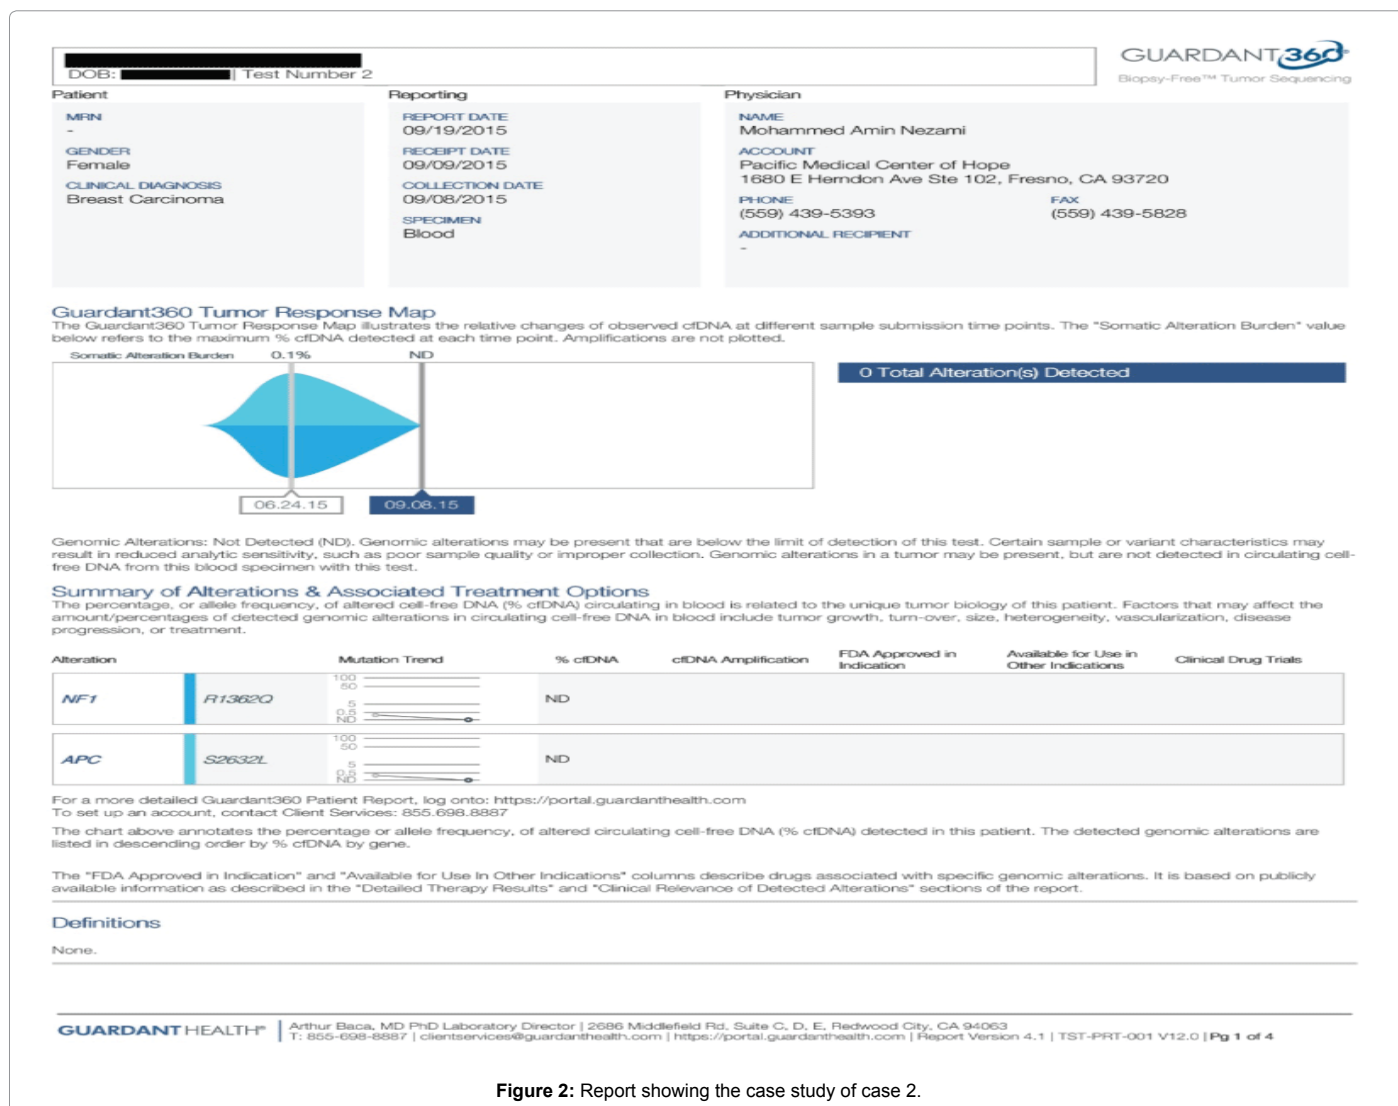 GUARDANT360®
Biopsy-Free™ Tumor Sequencing
DOB: | Test Number 2
Patient
MRN
-
GENDER
Female
CLINICAL DIAGNOSIS
Breast Carcinoma
Reporting
REPORT DATE
09/19/2015
RECEIPT DATE
09/09/2015
COLLECTION DATE
09/08/2015
SPECIMEN
Blood
Physician
NAME
Mohammed Amin Nezami
ACCOUNT
Pacific Medical Center of Hope
1680 E Herndon Ave Ste 102, Fresno, CA 93720
PHONE
(559) 439-5393
FAX
(559) 439-5828
ADDITIONAL RECIPIENT
-
Guardant360 Tumor Response Map
The Guardant360 Tumor Response Map illustrates the relative changes of observed cfDNA at different sample submission time points. The "Somatic Alteration Burden" value
below refers to the maximum % cfDNA detected at each time point. Amplifications are not plotted.
Somatic Alteration Burden 0.1% ND
0 Total Alteration(s) Detected
06.24.15 09.08.15
Genomic Alterations: Not Detected (ND). Genomic alterations may be present that are below the limit of detection of this test. Certain sample or variant characteristics may
result in reduced analytic sensitivity, such as poor sample quality or improper collection. Genomic alterations in a tumor may be present, but are not detected in circulating cell-
free DNA from this blood specimen with this test.
Summary of Alterations & Associated Treatment Options
The percentage, or allele frequency, of altered cell-free DNA (% cfDNA) circulating in blood is related to the unique tumor biology of this patient. Factors that may affect the
amount/percentages of detected genomic alterations in circulating cell-free DNA in blood include tumor growth, turn-over, size, heterogeneity, vascularization, disease
progression, or treatment.
Alteration Mutation Trend % cfDNA cfDNA Amplification FDA Approved in Indication Available for Use in Other Indications Clinical Drug Trials
NF1 R1362Q ND
100
50
5
0.5
ND
APC S2632L ND
100
50
5
0.5
ND
For a more detailed Guardant360 Patient Report, log onto: https://portal.guardanthealth.com
To set up an account, contact Client Services: 855.698.8887
The chart above annotates the percentage or allele frequency, of altered circulating cell-free DNA (% cfDNA) detected in this patient. The detected genomic alterations are
listed in descending order by % cfDNA by gene.
The "FDA Approved in Indication" and "Available for Use In Other Indications" columns describe drugs associated with specific genomic alterations. It is based on publicly
available information as described in the "Detailed Therapy Results" and "Clinical Relevance of Detected Alterations" sections of the report.
Definitions
None.
GUARDANT HEALTH®
Arthur Baca, MD PhD Laboratory Director | 2686 Middlefield Rd, Suite C, D, E, Redwood City, CA 94063
T: 855-698-8887 | clientservices@guardanthealth.com | https://portal.guardanthealth.com | Report Version 4.1 | TST-PRT-001 V12.0 | Pg 1 of 4
Figure 2: Report showing the case study of case 2.